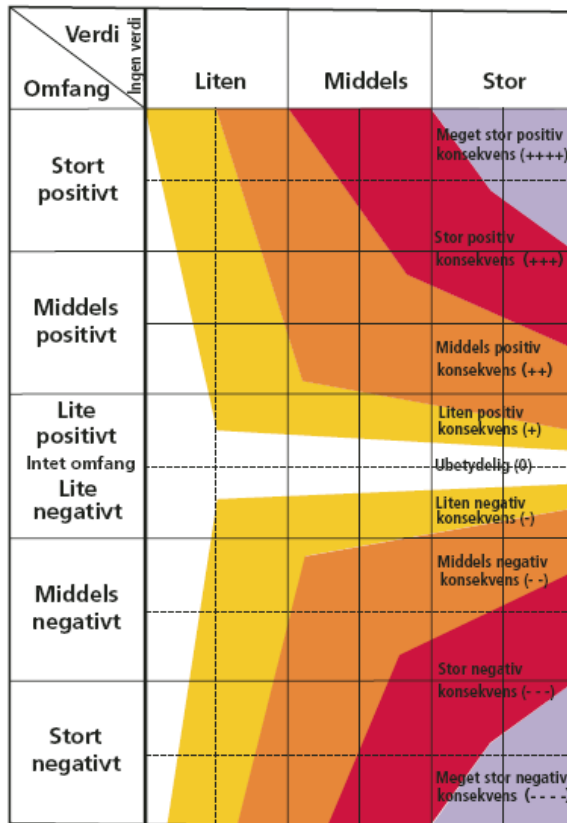 Verdi
Ingen verdi
Omfang
Liten
Middels
Stor
Stort
positivt
Meget stor positiv
konsekvens (++++)
Stor positiv
konsekvens (+++)
Middels
positivt
Middels positiv
konsekvens (++)
Lite
positivt
Liten positiv
konsekvens (+)
Intet omfang
Ubetydelig (0)
Lite
negativt
Liten negativ
konsekvens (-)
Middels
negativt
Middels negativ
konsekvens (- -)
Stor negativ
konsekvens (- - -)
Stort
negativt
Meget stor negativ
konsekvens (- - - -)